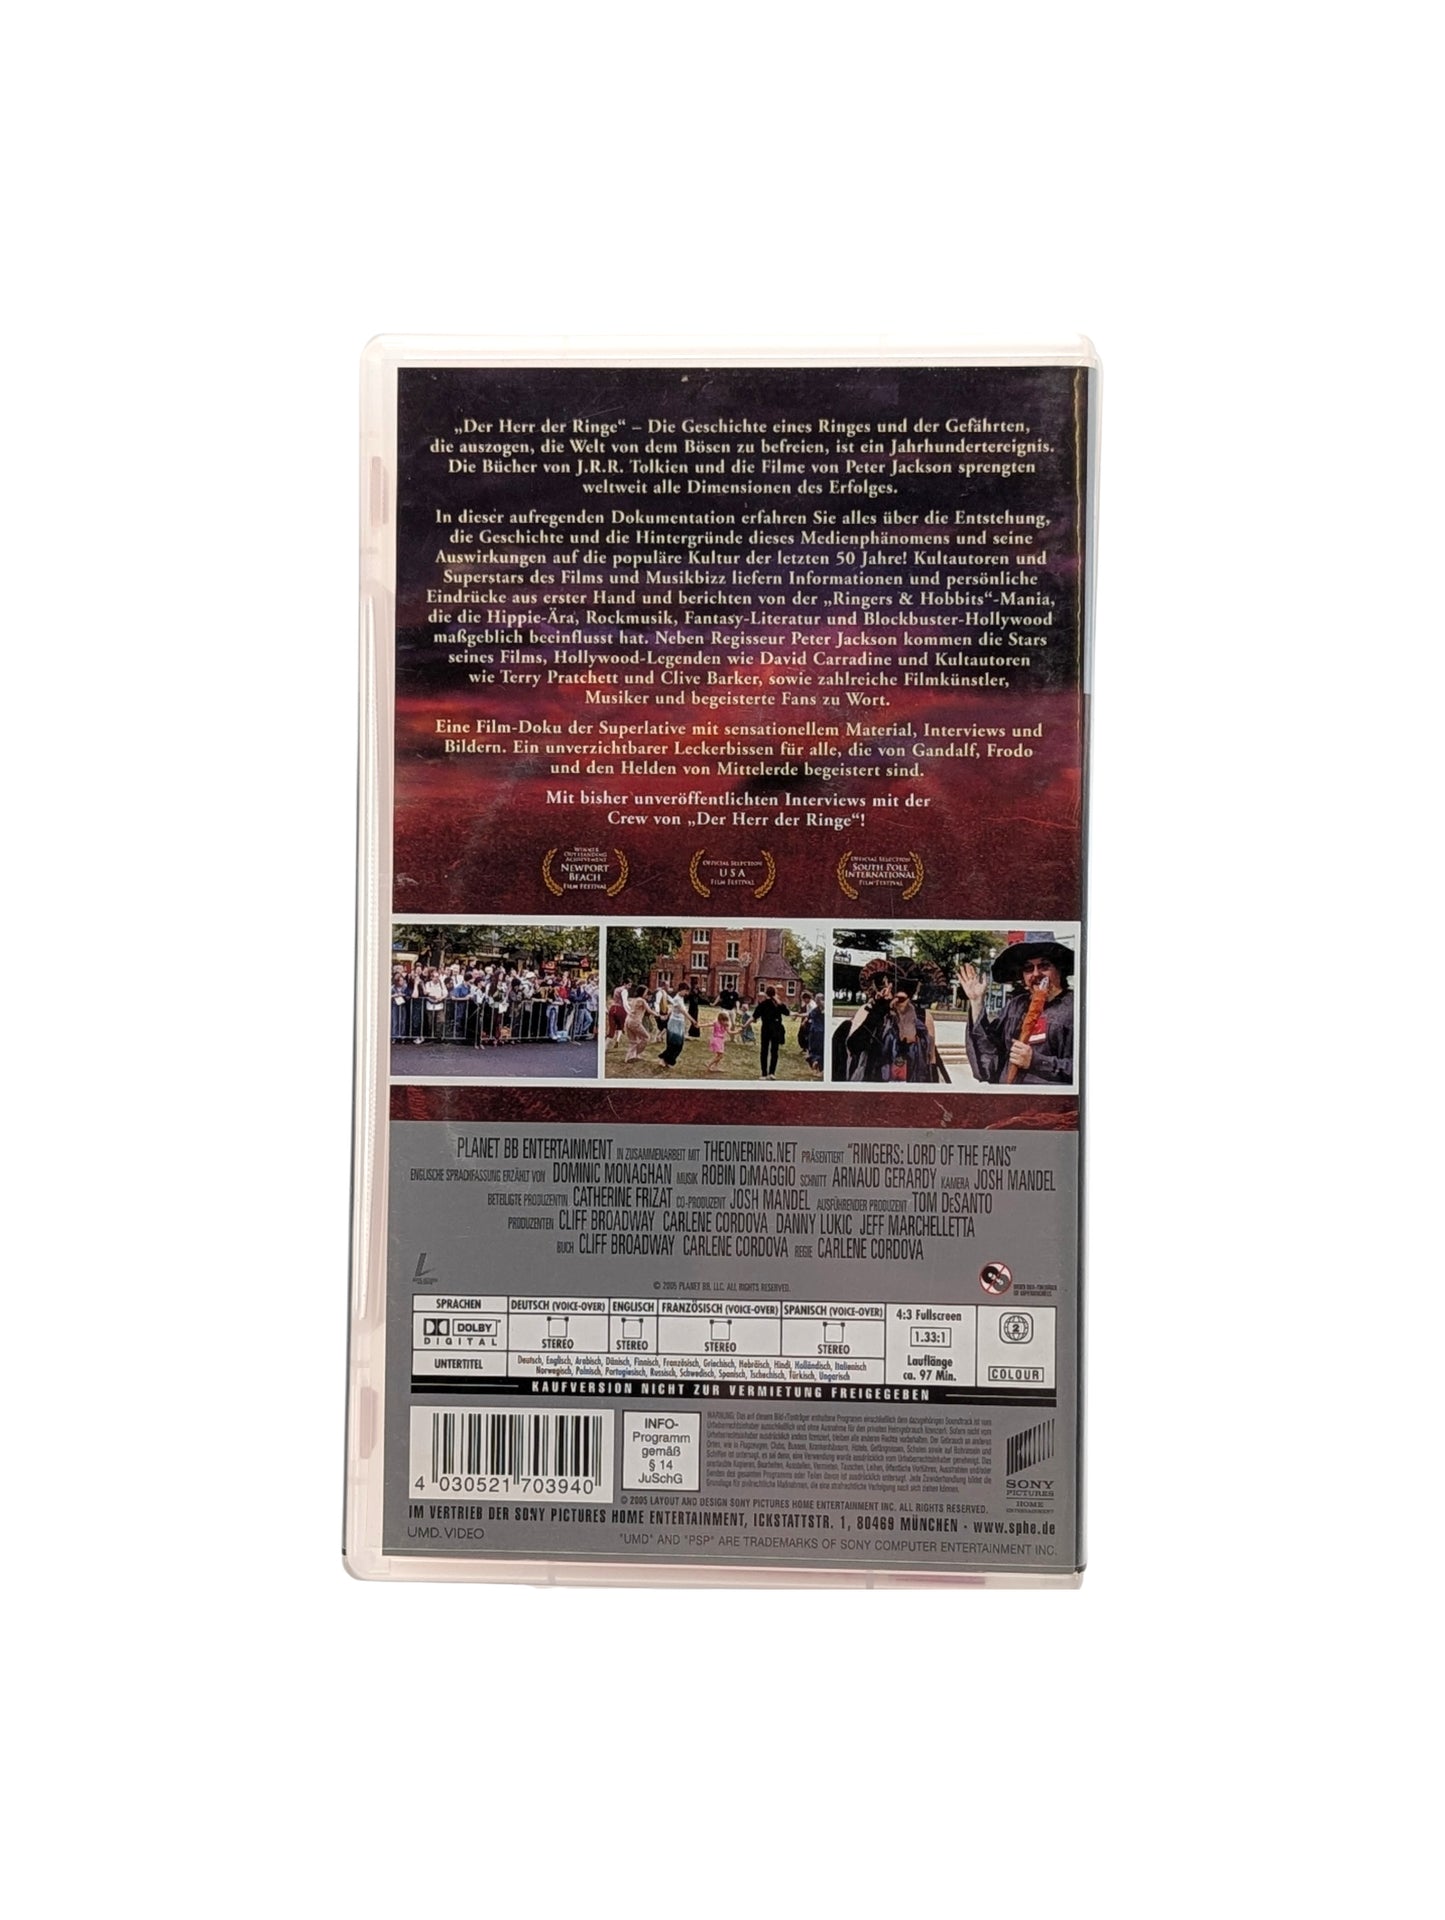 „Der Herr der Ringe“ – Die Geschichte eines Ringes und der Gefährten,
die auszogen, die Welt von dem Bösen zu befreien, ist ein Jahrhundertereignis.
Die Bücher von J.R.R. Tolkien und die Filme von Peter Jackson sprengten
weltweit alle Dimensionen des Erfolges.
In dieser aufregenden Dokumentation erfahren Sie alles über die Entstehung,
die Geschichte und die Hintergründe dieses Medienphänomens und seine
Auswirkungen auf die populäre Kultur der letzten 50 Jahre! Kultautoren und
Superstars des Films und Musikbizz liefern Informationen und persönliche
Eindrücke aus erster Hand und berichten von der „Ringers & Hobbits“-Mania,
die die Hippie-Ära, Rockmusik, Fantasy-Literatur und Blockbuster-Hollywood
maßgeblich beeinflusst hat. Neben Regisseur Peter Jackson kommen die Stars
seines Films, Hollywood-Legenden wie David Carradine und Kultautoren
wie Terry Pratchett und Clive Barker, sowie zahlreiche Filmkünstler,
Musiker und begeisterte Fans zu Wort.
Eine Film-Doku der Superlative mit sensationellem Material, Interviews und
Bildern. Ein unverzichtbarer Leckerbissen für alle, die von Gandalf, Frodo
und den Helden von Mittelerde begeistert sind.
Mit bisher unveröffentlichten Interviews mit der
Crew von „Der Herr der Ringe“!
WINNER
OUTSTANDING
ACHIEVEMENT
NEWPORT
BEACH
FILM FESTIVAL
OFFICIAL SELECTION
USA
FILM FESTIVAL
OFFICIAL SELECTION
SOUTH POLE
INTERNATIONAL
FILM FESTIVAL
PLANET BB ENTERTAINMENT IN ZUSAMMENARBEIT MIT THEONERING.NET PRÄSENTIERT "RINGERS: LORD OF THE FANS"
ENGLISCHE SPRACHFASSUNG ERZÄHLT VON DOMINIC MONAGHAN MUSIK ROBIN DiMAGGIO SCHNITT ARNAUD GERARDY KAMERA JOSH MANDEL
BETEILIGTE PRODUZENTIN CATHERINE FRIZAT CO-PRODUZENT JOSH MANDEL AUSFÜHRENDER PRODUZENT TOM DeSANTO
PRODUZENTEN CLIFF BROADWAY CARLENE CORDOVA DANNY LUKIC JEFF MARCHELLETTA
BUCH CLIFF BROADWAY CARLENE CORDOVA REGIE CARLENE CORDOVA
© 2005 PLANET BB, LLC. ALL RIGHTS RESERVED.
SPRACHEN
DOLBY
DIGITAL
DEUTSCH (VOICE-OVER)
STEREO
ENGLISCH
STEREO
FRANZÖSISCH (VOICE-OVER)
STEREO
SPANISCH (VOICE-OVER)
STEREO
4:3 Fullscreen
1.33:1
Lauflänge
ca. 97 Min.
2
COLOUR
UNTERTITEL
Deutsch, Englisch, Arabisch, Dänisch, Finnisch, Französisch, Griechisch, Hebräisch, Hindi, Holländisch, Italienisch
Norwegisch, Polnisch, Portugiesisch, Russisch, Schwedisch, Spanisch, Tschechisch, Türkisch, Ungarisch
KAUFVERSION NICHT ZUR VERMIETUNG FREIGEGEBEN
4 030521 703940
INFO-
Programm
gemäß
§ 14
JuSchG
SONY
PICTURES
HOME
ENTERTAINMENT
© 2005 LAYOUT AND DESIGN SONY PICTURES HOME ENTERTAINMENT INC. ALL RIGHTS RESERVED.
IM VERTRIEB DER SONY PICTURES HOME ENTERTAINMENT, ICKSTATTSTR. 1, 80469 MÜNCHEN · www.sphe.de
UMD. VIDEO
"UMD" AND "PSP" ARE TRADEMARKS OF SONY COMPUTER ENTERTAINMENT INC.